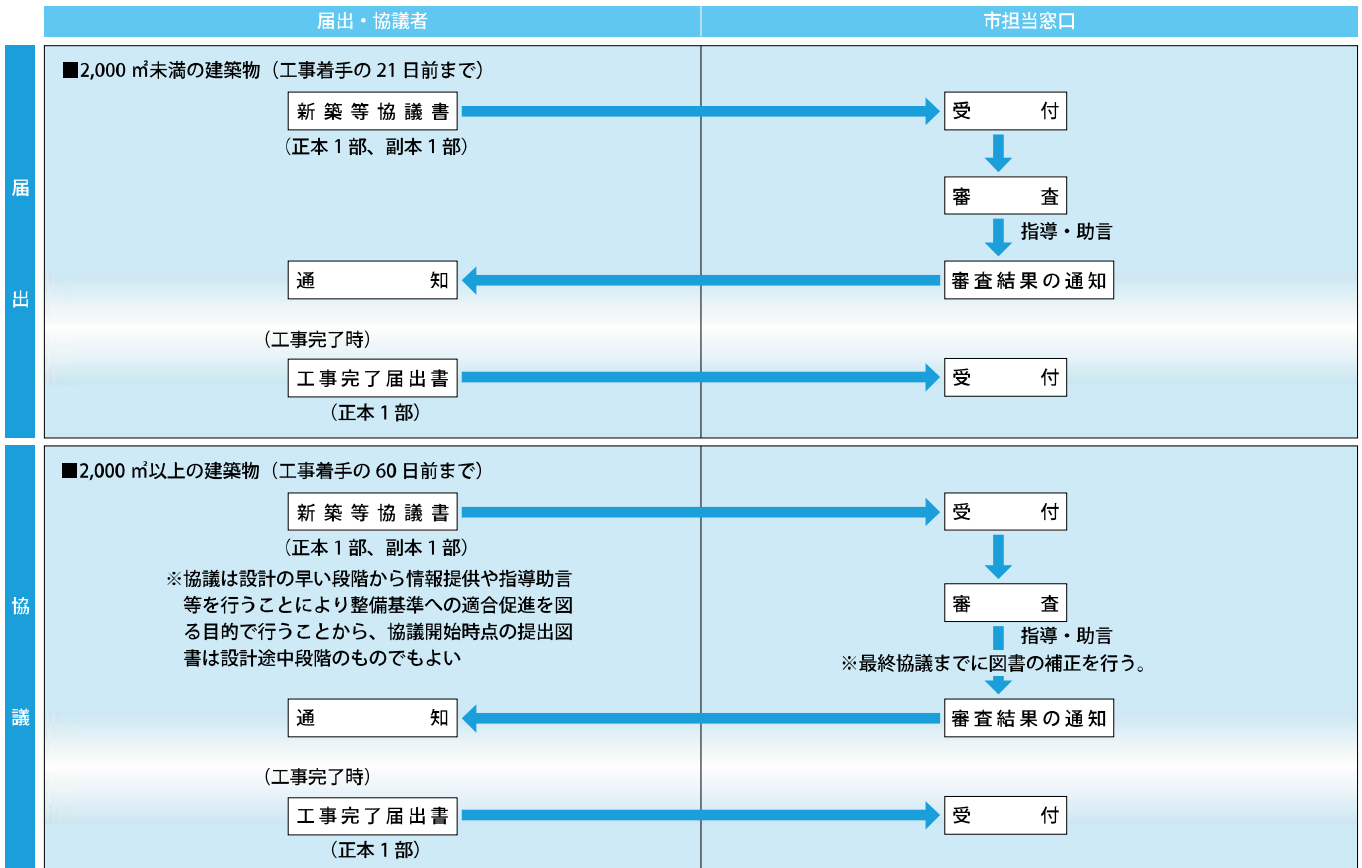 届出・協議者
市担当窓口
届出
■2,000 ㎡未満の建築物（工事着手の 21 日前まで）
新築等協議書
受付
（正本 1 部、副本 1 部）
審査
指導・助言
通知
審査結果の通知
（工事完了時）
工事完了届出書
受付
（正本 1 部）
協議
■2,000 ㎡以上の建築物（工事着手の 60 日前まで）
新築等協議書
受付
（正本 1 部、副本 1 部）
※協議は設計の早い段階から情報提供や指導助言
等を行うことにより整備基準への適合促進を図
る目的で行うことから、協議開始時点の提出図
書は設計途中段階のものでもよい
審査
指導・助言
※最終協議までに図書の補正を行う。
通知
審査結果の通知
（工事完了時）
工事完了届出書
受付
（正本 1 部）